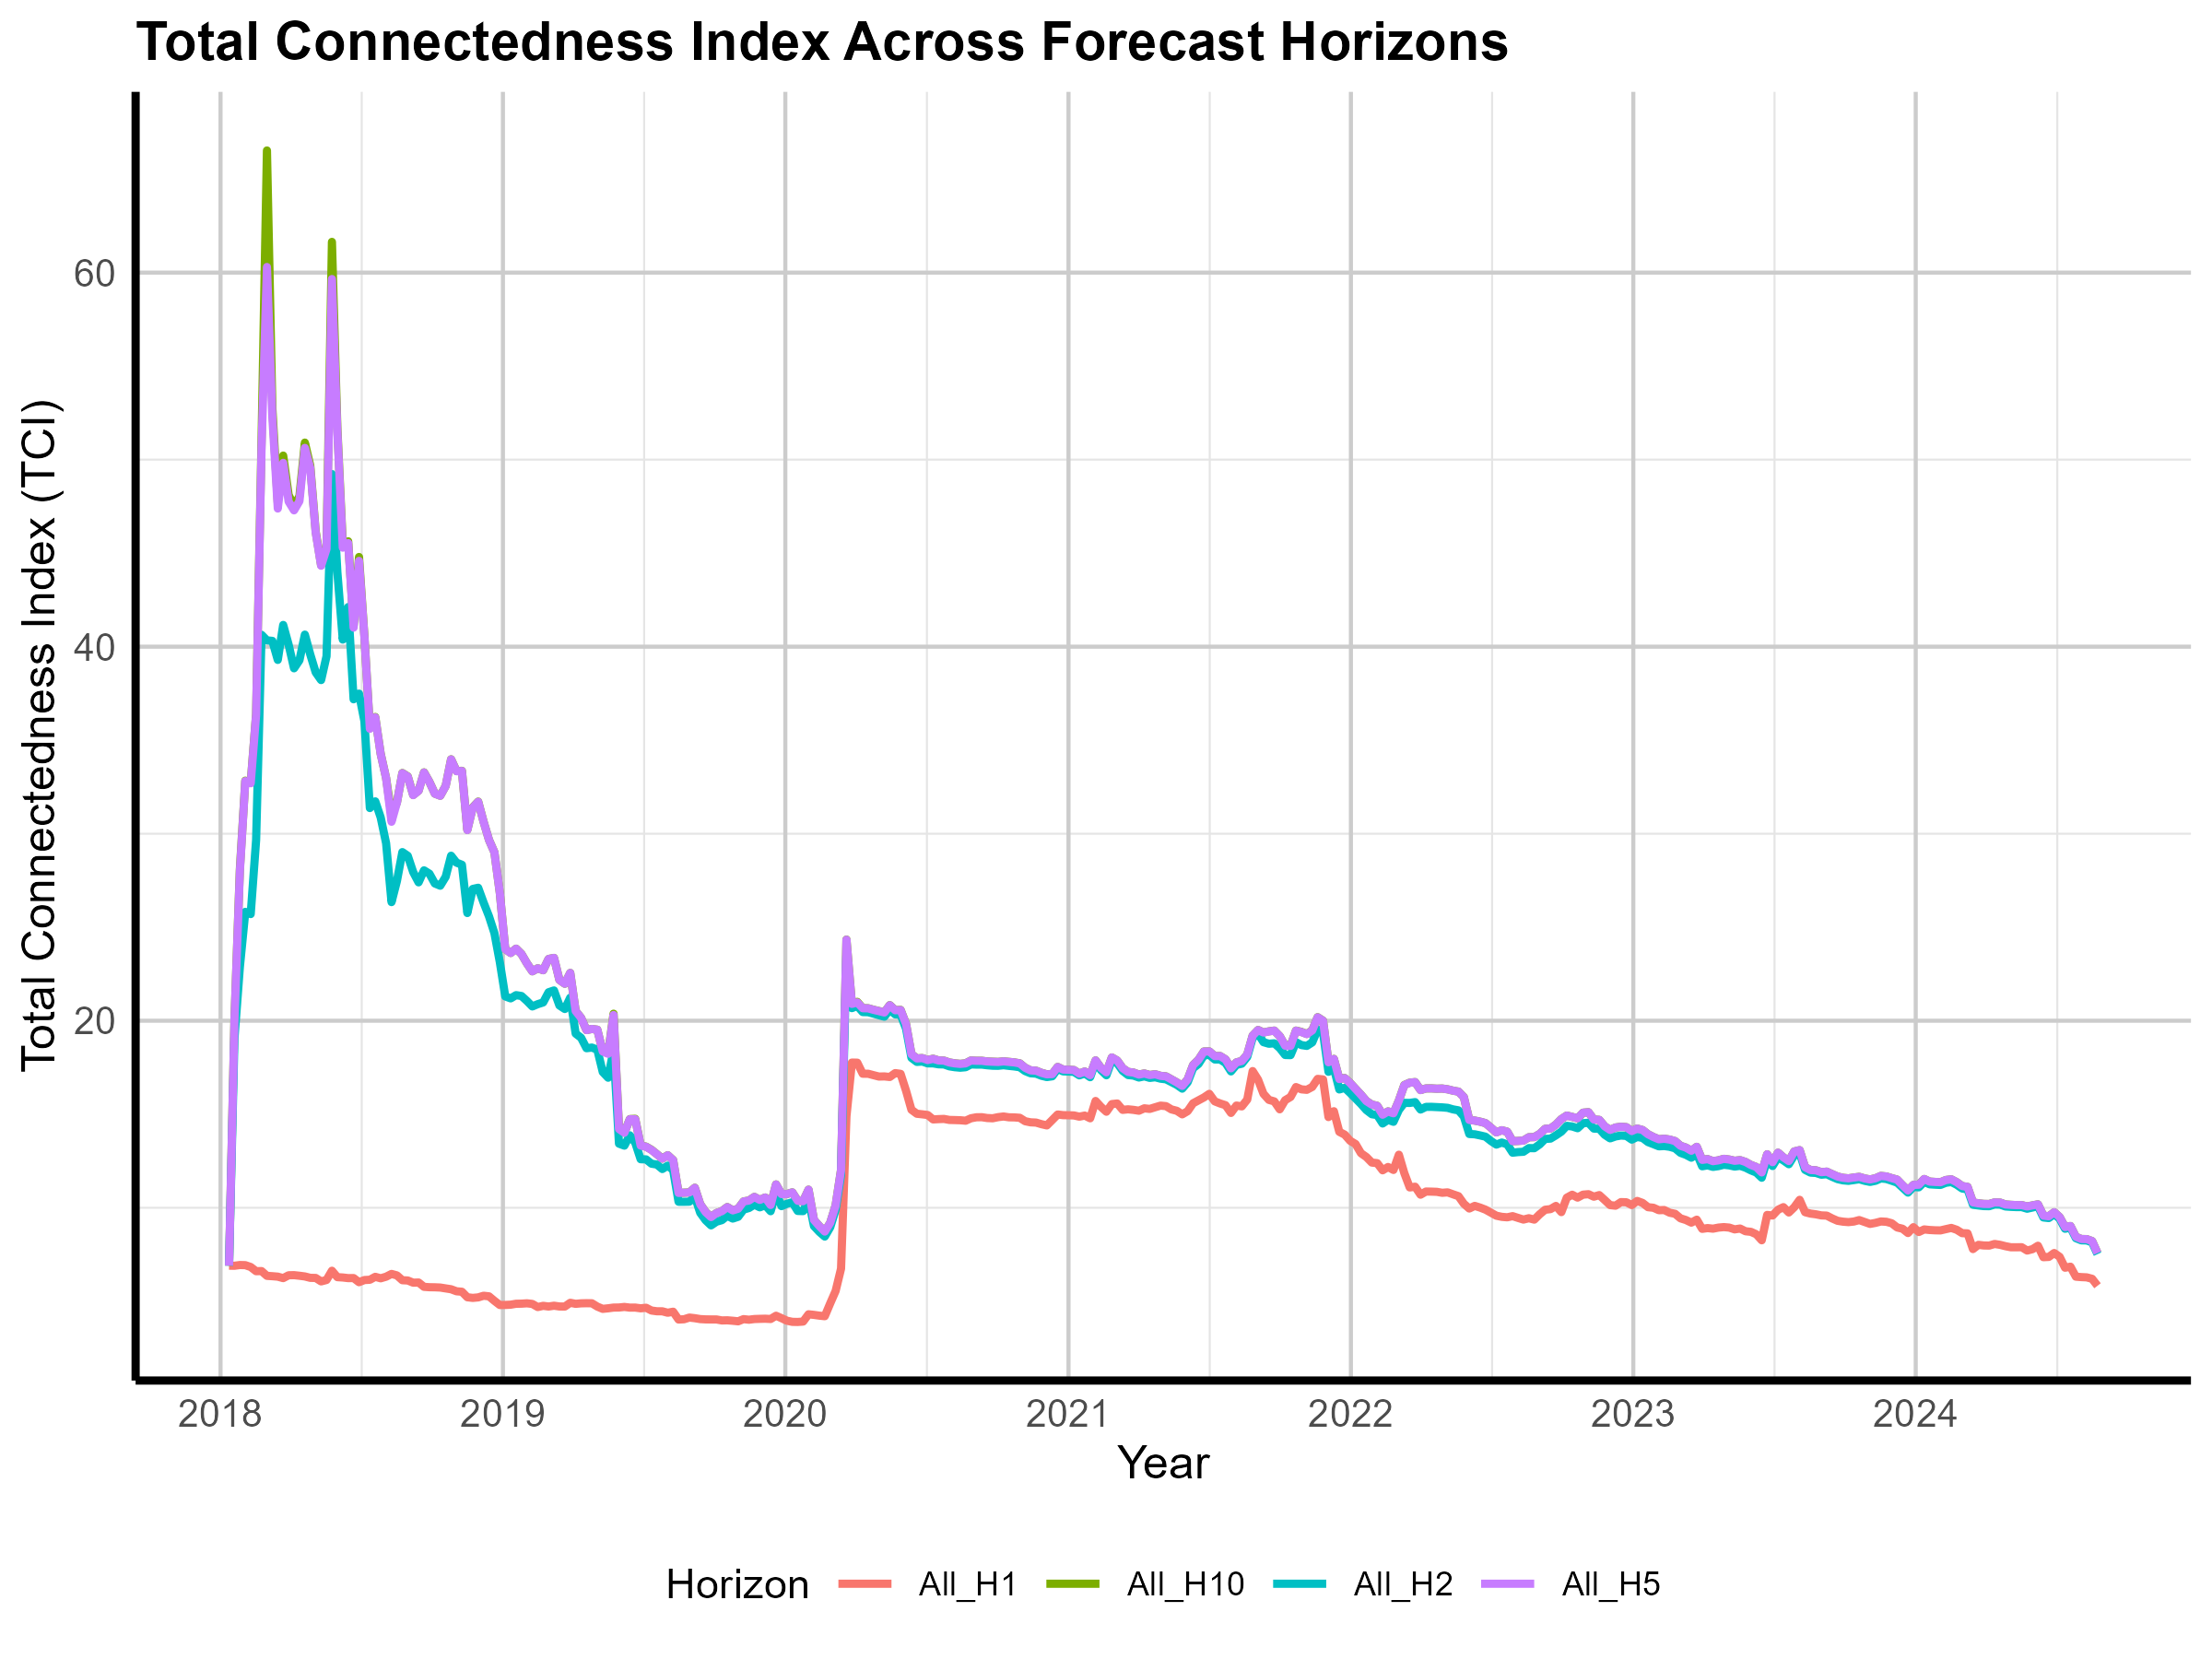 Total Connectedness Index Across Forecast Horizons
Total Connectedness Index (TCI)
60
40
20
2018 2019 2020 2021 2022 2023 2024
Year
Horizon All_H1 All_H10 All_H2 All_H5